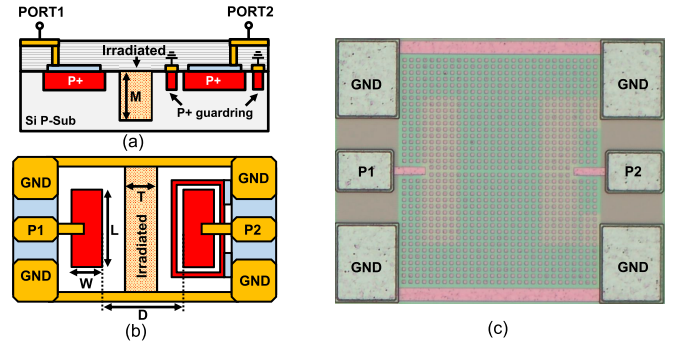 PORT1
PORT2
Irradiated
P+
P+
M
P+ guardring
Si P-Sub
(a)
GND
GND
P1
T
L
Irradiated
P2
GND
GND
W
D
(b)
GND
GND
P1
P2
GND
GND
(c)